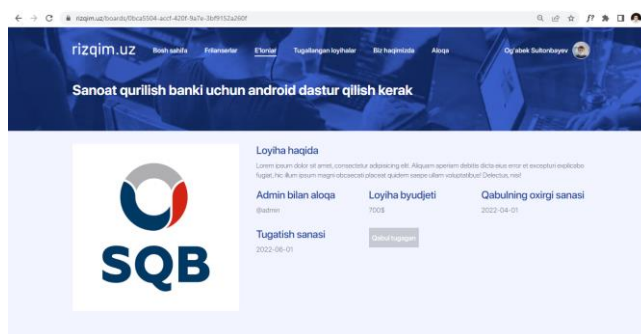 rizqim.uz/boards/0bca5504-accf-420f-9a7e-3bf9152a260f
rizqim.uz Bosh sahifa Frilanserlar E'lonlar Tugallangan loyihalar Biz haqimizda Aloqa Og'abek Sultonbayev
Sanoat qurilish banki uchun android dastur qilish kerak
Loyiha haqida
Lorem ipsum dolor sit amet, consectetur adipisicing elit. Aliquam aperiam debitis dicta eius error et excepturi explicabo
fugiat, hic illum ipsum magni obcaecati placeat quidem saepe ullam voluptatibus! Delectus, nisi!
SQB
Admin bilan aloqa Loyiha byudjeti Qabulning oxirgi sanasi
@admin 700$ 2022-04-01
Tugatish sanasi Qabul tugagan
2022-06-01